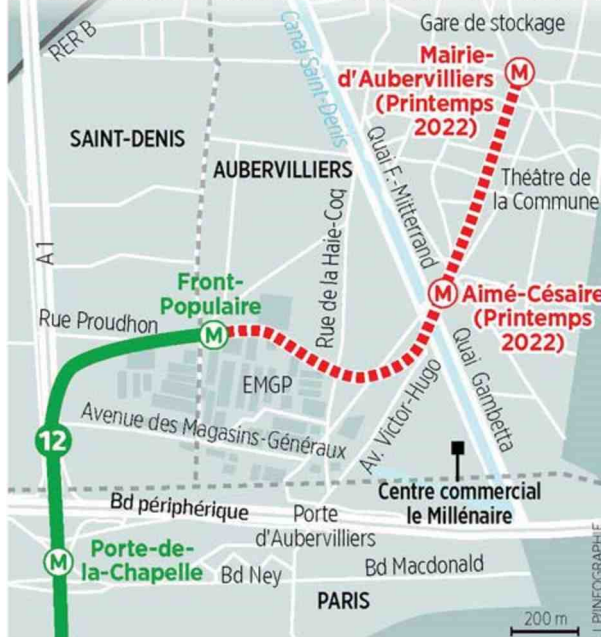 RER B
Canal Saint-Denis
Gare de stockage
Mairie-
d'Aubervilliers
(Printemps
2022)
M
SAINT-DENIS
AUBERVILLIERS
Quai F.-Mitterrand
Théâtre de
la Commune
A 1
Rue de la Haie-Coq
Front-
Populaire
M
Aimé-Césaire
(Printemps
2022)
M
Rue Proudhon
EMGP
Quai Gambetta
Av. Victor-Hugo
Avenue des Magasins-Généraux
12
Centre commercial
le Millénaire
Bd périphérique
Porte
d'Aubervilliers
M
Porte-de-
la-Chapelle
Bd Ney
Bd Macdonald
PARIS
200 m
LP/INFOGRAPHIE